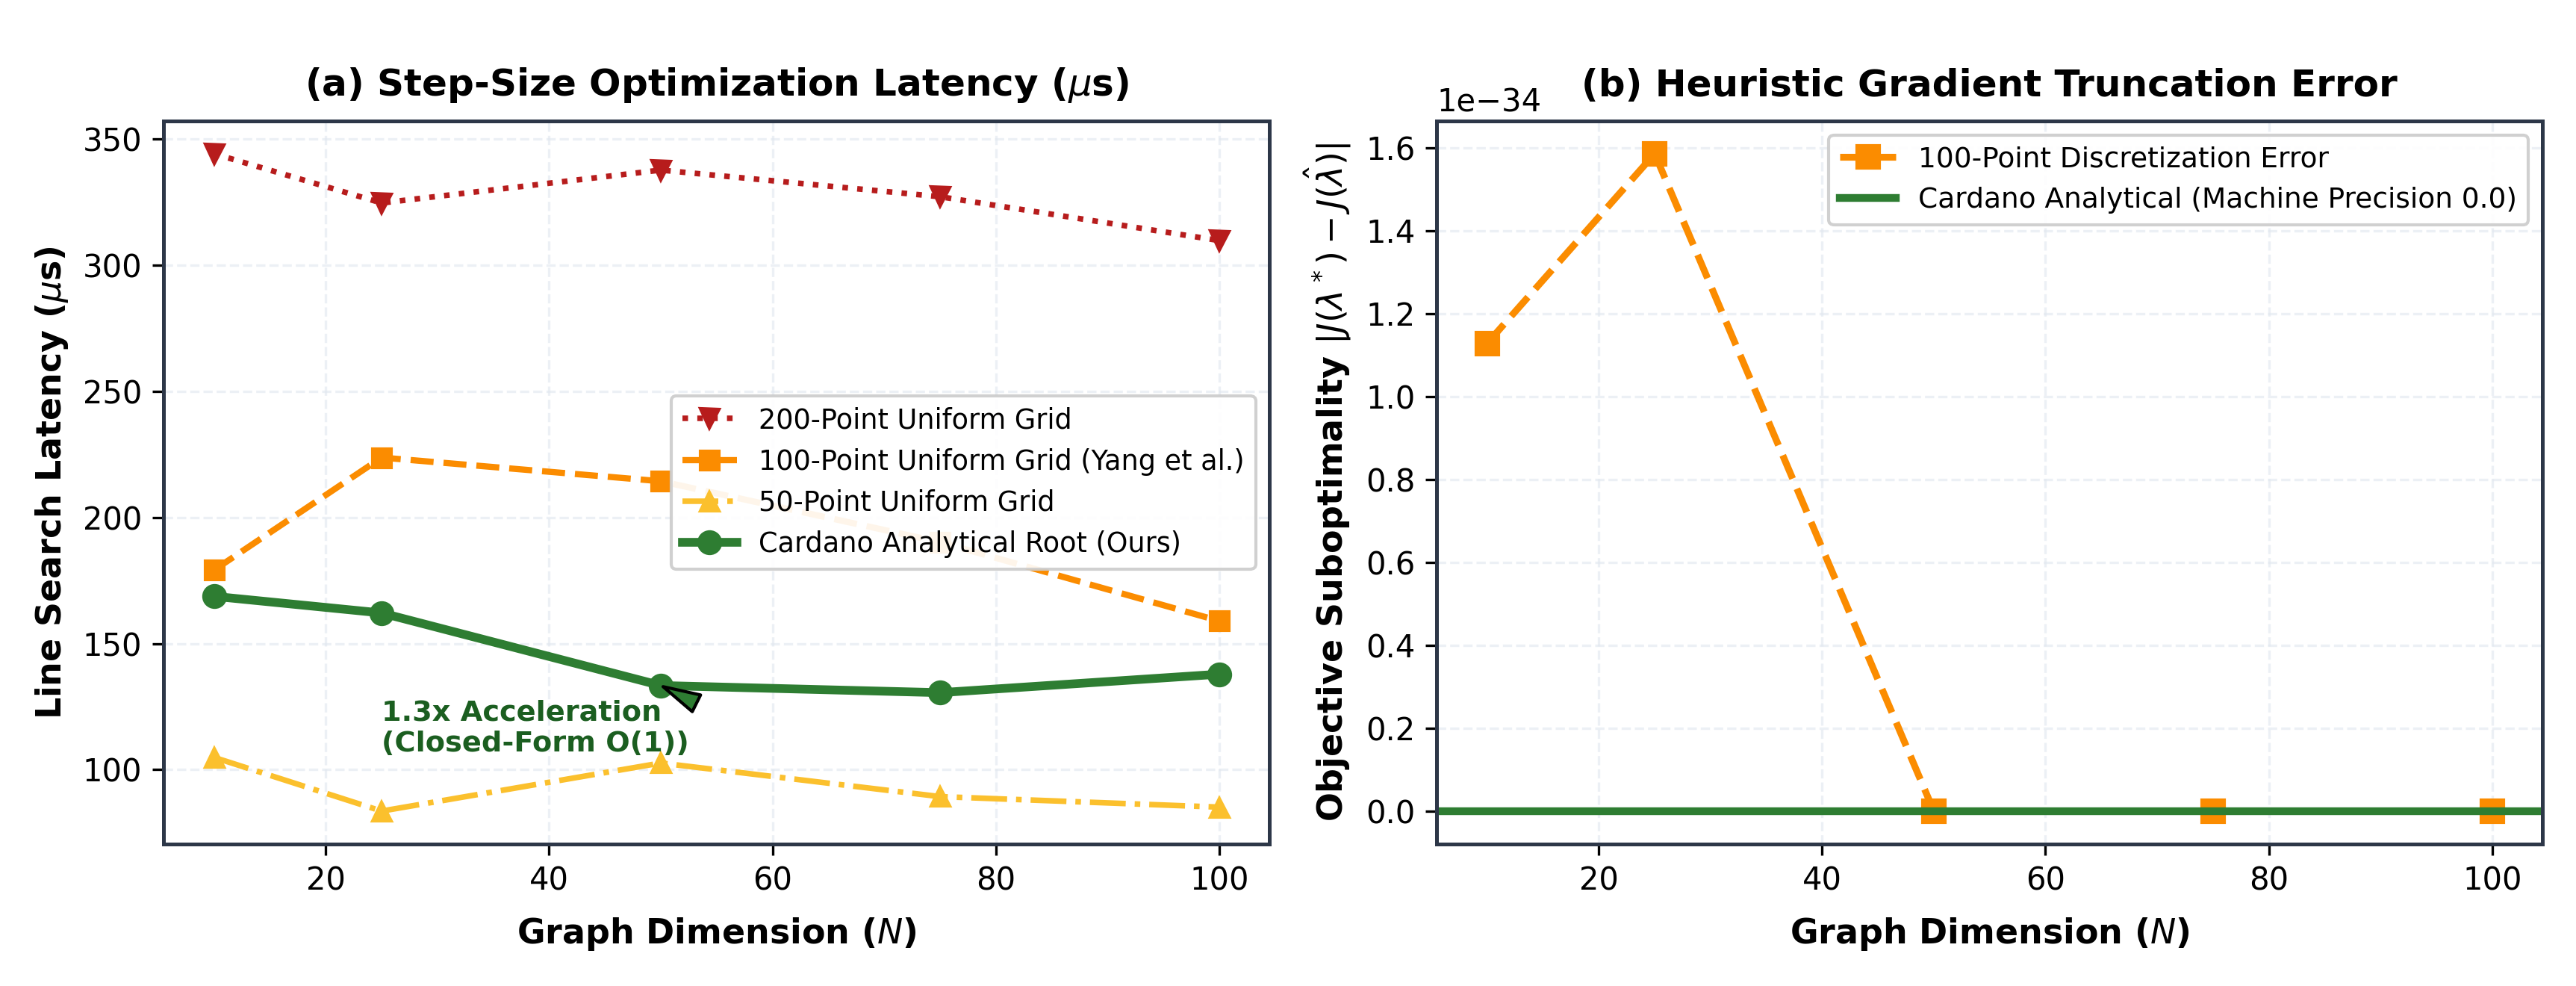 (a) Step-Size Optimization Latency (μs)
350
300
250
200
150
100
Line Search Latency (μs)
200-Point Uniform Grid
100-Point Uniform Grid (Yang et al.)
50-Point Uniform Grid
Cardano Analytical Root (Ours)
1.3x Acceleration
(Closed-Form O(1))
20 40 60 80 100
Graph Dimension (N)
(b) Heuristic Gradient Truncation Error
1e−34
1.6
1.4
1.2
1.0
0.8
0.6
0.4
0.2
0.0
Objective Suboptimality |J(λ*) − J(λ̂)|
100-Point Discretization Error
Cardano Analytical (Machine Precision 0.0)
20 40 60 80 100
Graph Dimension (N)